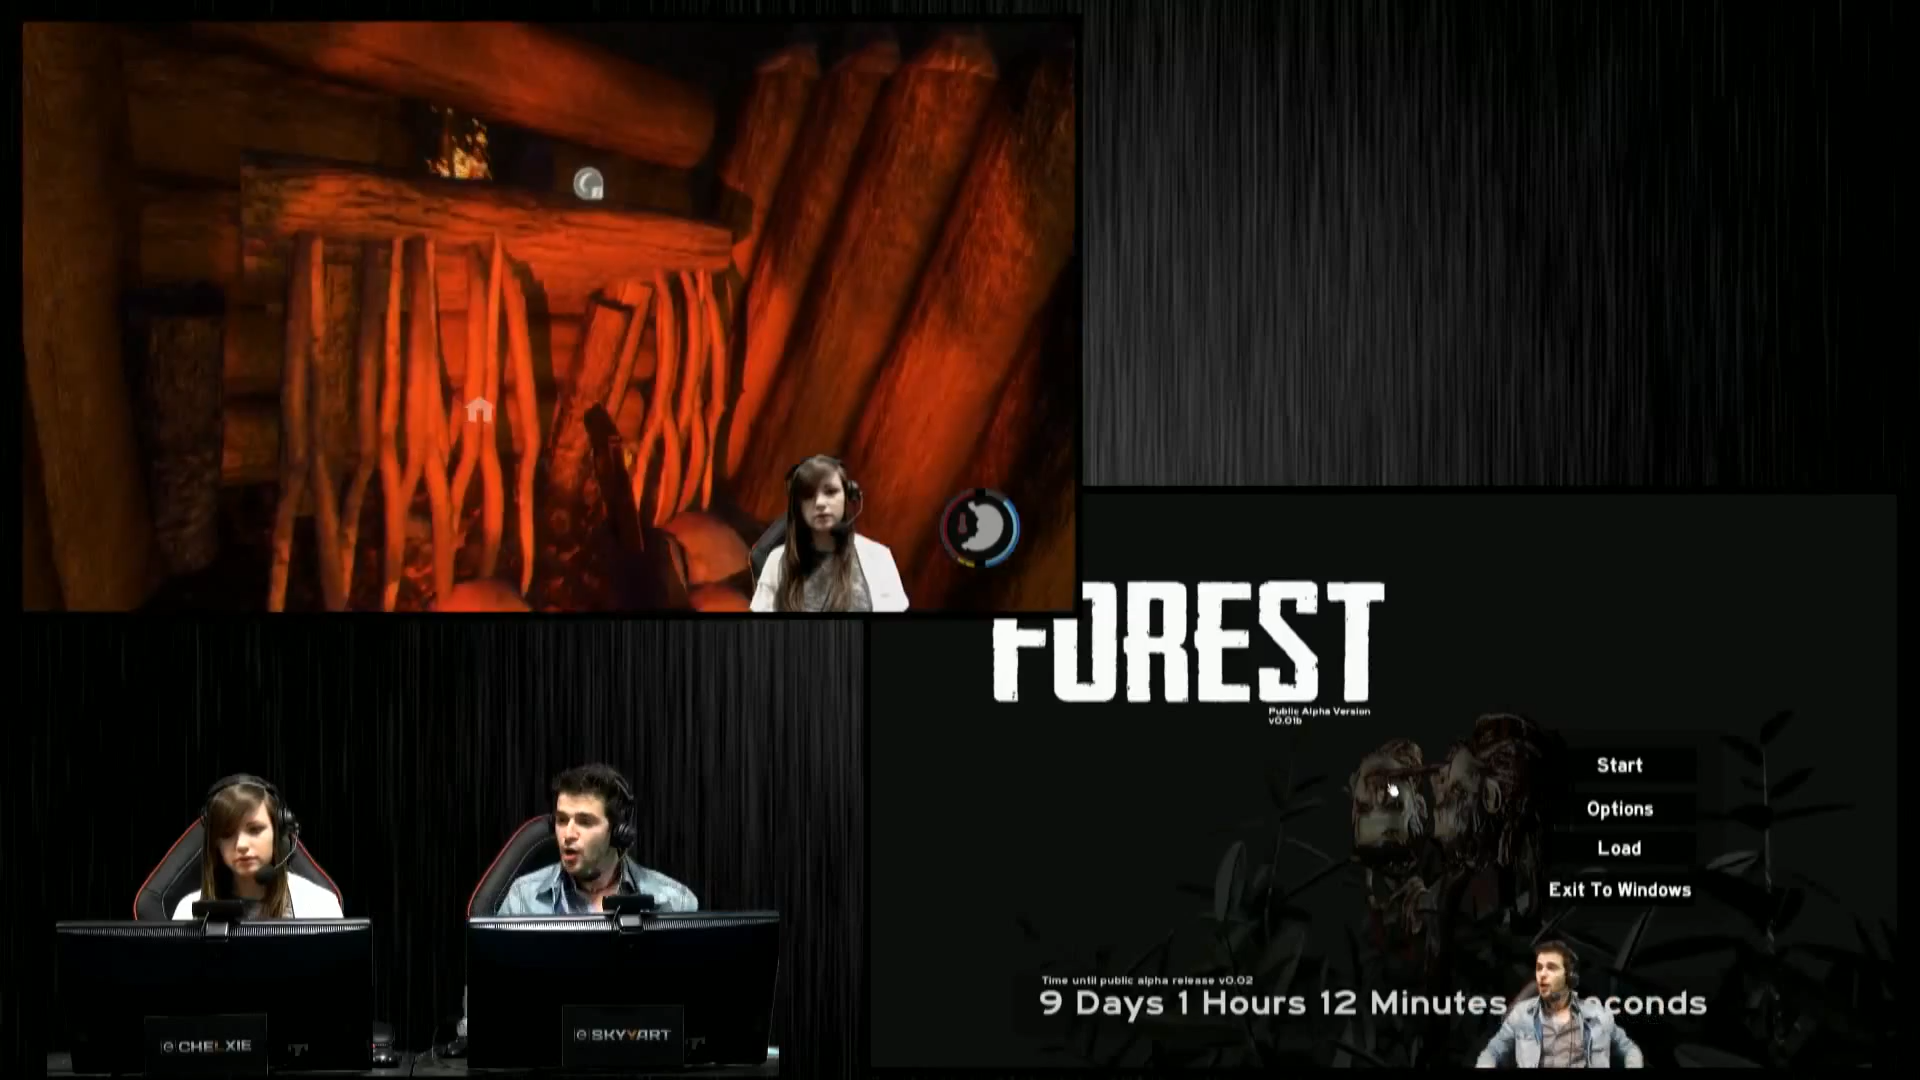 FOREST
Public Alpha Version
v0.01b
Start
Options
Load
Exit To Windows
Time until public alpha release v0.02
9 Days 1 Hours 12 Minutes econds
@CHELXIE
@SKYYART